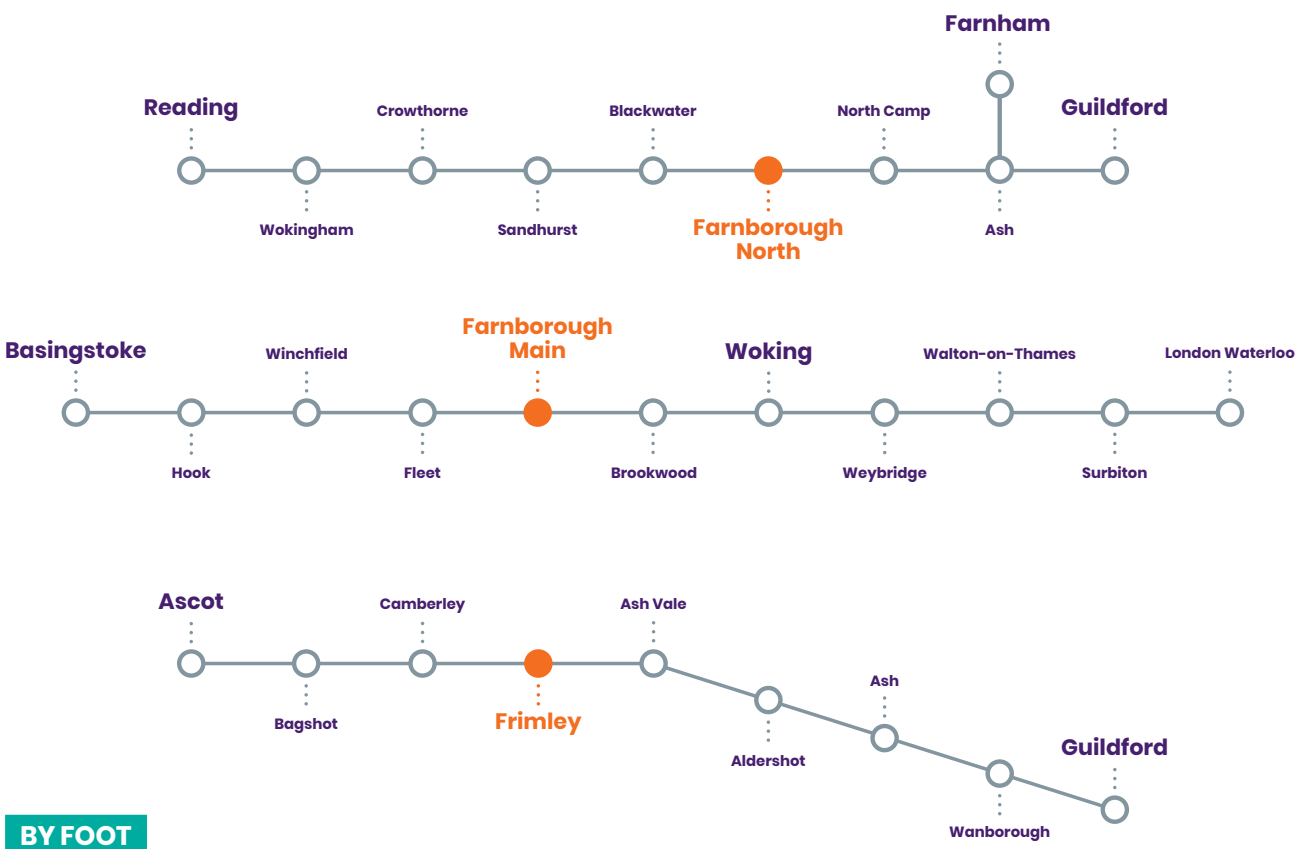 Farnham
Reading
Crowthorne
Blackwater
North Camp
Guildford
Wokingham
Sandhurst
Farnborough
North
Ash
Farnborough
Main
Basingstoke
Winchfield
Woking
Walton-on-Thames
London Waterloo
Hook
Fleet
Brookwood
Weybridge
Surbiton
Ascot
Camberley
Ash Vale
Bagshot
Frimley
Ash
Aldershot
Guildford
Wanborough
BY FOOT